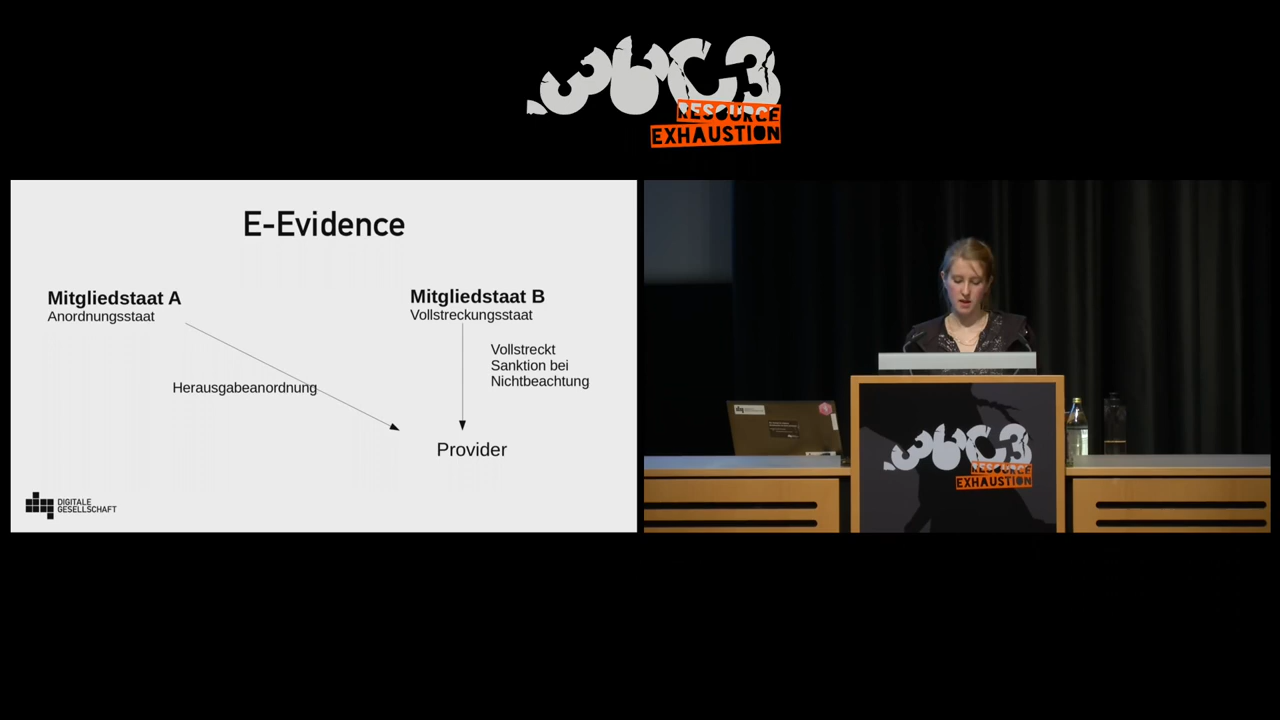 36C3
RESOURCE
EXHAUSTION
E-Evidence
Mitgliedstaat A
Anordnungsstaat
Mitgliedstaat B
Vollstreckungsstaat
Vollstreckt
Sanktion bei
Nichtbeachtung
Herausgabeanordnung
Provider
DIGITALE
GESELLSCHAFT
36C3
RESOURCE
EXHAUSTION